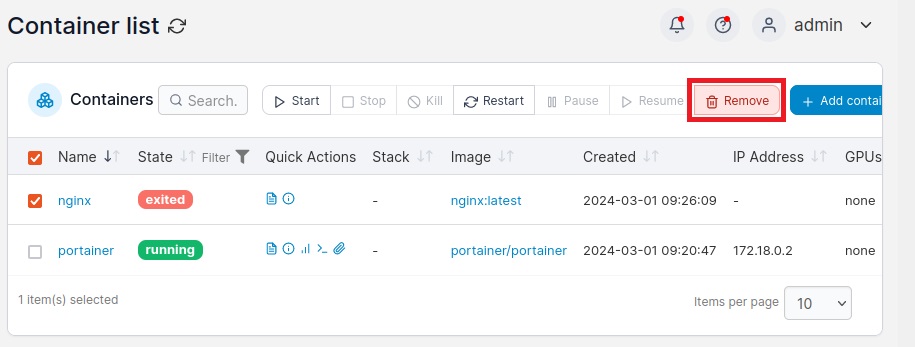 Container list
admin
Containers Search. Start Stop Kill Restart Pause Resume Remove + Add contai
Name State Filter Quick Actions Stack Image Created IP Address GPUs
nginx exited - nginx:latest 2024-03-01 09:26:09 - none
portainer running - portainer/portainer 2024-03-01 09:20:47 172.18.0.2 none
1 item(s) selected
Items per page 10